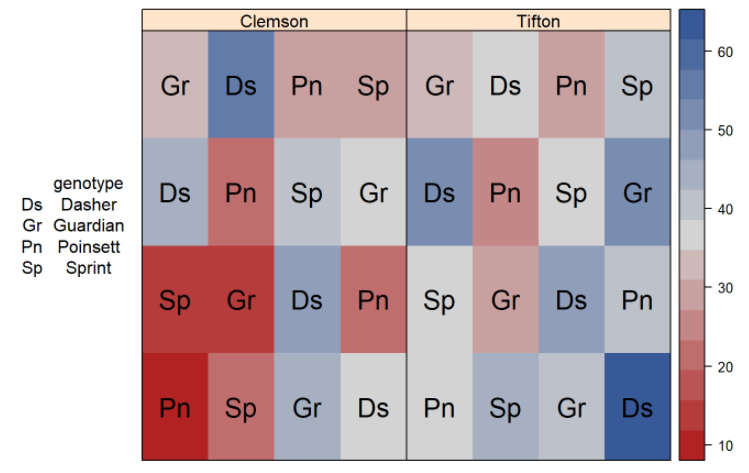 Clemson Tifton
Gr Ds Pn Sp Gr Ds Pn Sp
Ds Pn Sp Gr Ds Pn Sp Gr
Sp Gr Ds Pn Sp Gr Ds Pn
Pn Sp Gr Ds Pn Sp Gr Ds
genotype
Ds Dasher
Gr Guardian
Pn Poinsett
Sp Sprint
60
50
40
30
20
10